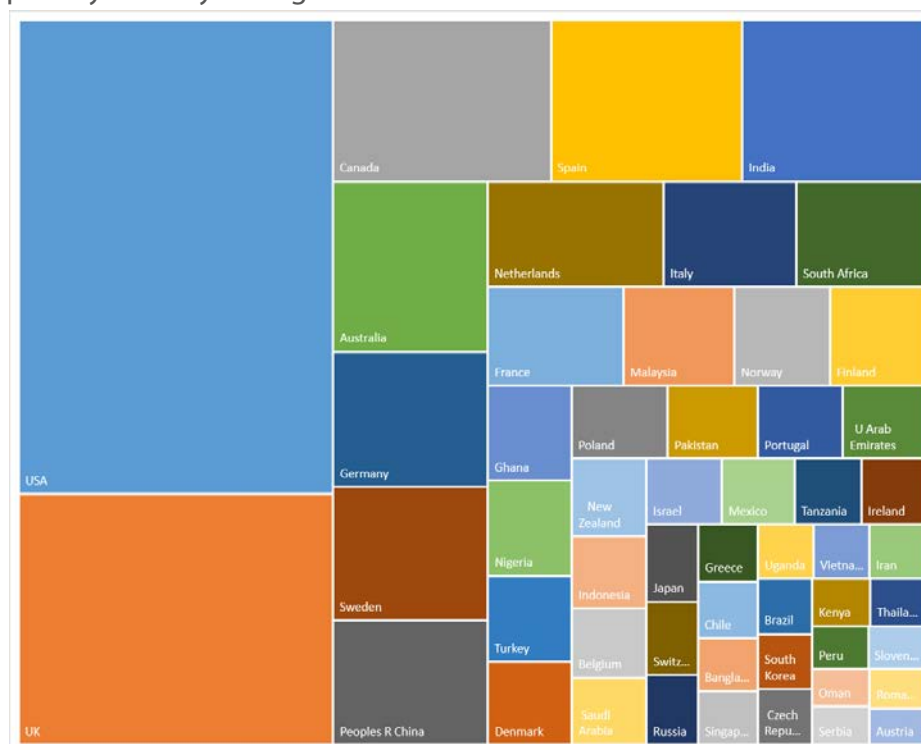 USA
UK
Canada
Spain
India
Australia
Germany
Sweden
Peoples R China
Netherlands
Italy
South Africa
France
Malaysia
Norway
Finland
Ghana
Nigeria
Turkey
Denmark
Poland
Pakistan
Portugal
U Arab
Emirates
New
Zealand
Indonesia
Belgium
Saudi
Arabia
Israel
Mexico
Tanzania
Ireland
Japan
Switz...
Russia
Greece
Chile
Bangla...
Singap...
Uganda
Brazil
South
Korea
Czech
Repu...
Vietna...
Iran
Kenya
Thaila...
Peru
Sloven...
Oman
Roma...
Serbia
Austria